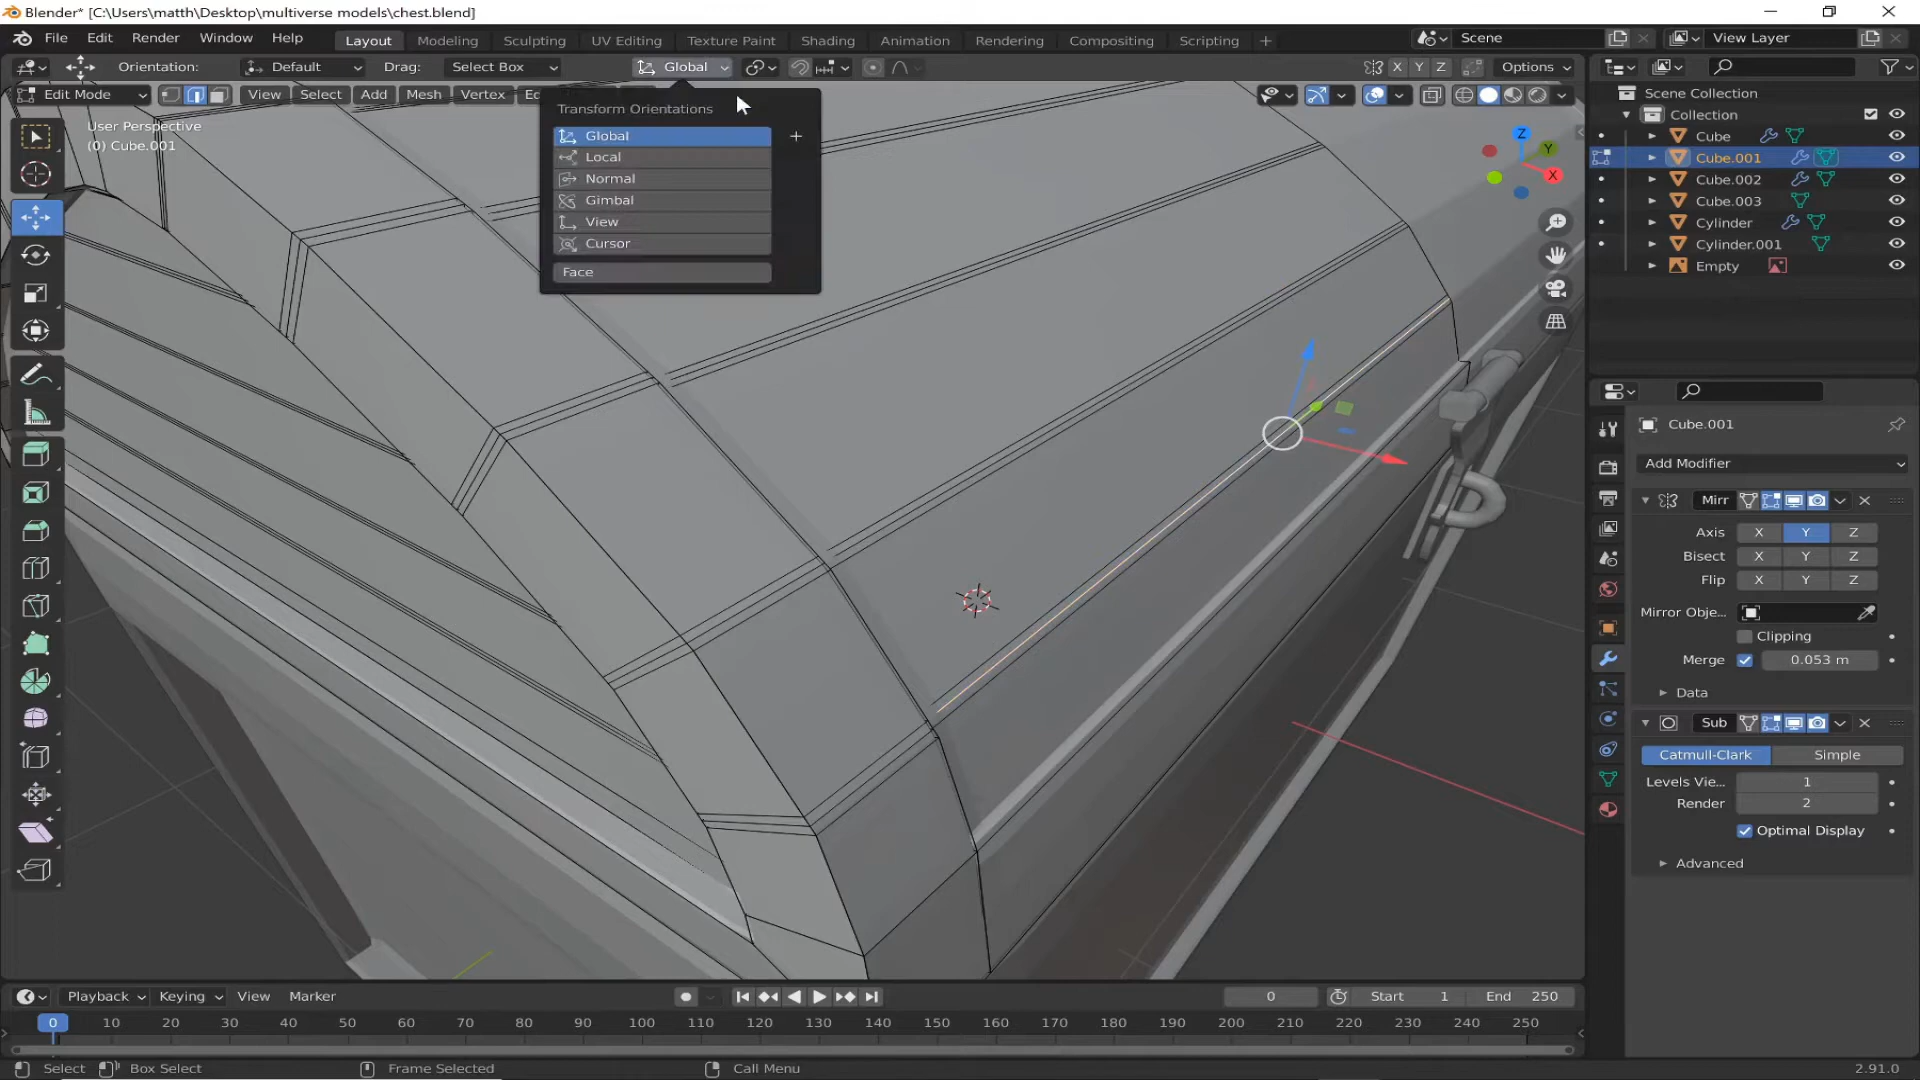 Blender* [C:\Users\matth\Desktop\multiverse models\chest.blend]
File Edit Render Window Help Layout Modeling Sculpting UV Editing Texture Paint Shading Animation Rendering Compositing Scripting + Scene View Layer
Orientation: Default Drag: Select Box Global X Y Z Options
Edit Mode View Select Add Mesh Vertex
User Perspective
(0) Cube.001
Transform Orientations
Global
Local
Normal
Gimbal
View
Cursor
Face
Z
Y
X
Scene Collection
Collection
Cube
Cube.001
Cube.002
Cube.003
Cylinder
Cylinder.001
Empty
Cube.001
Add Modifier
Mirr
Axis X Y Z
Bisect X Y Z
Flip X Y Z
Mirror Obje...
Clipping
Merge 0.053 m
Data
Sub
Catmull-Clark Simple
Levels Vie... 1
Render 2
Optimal Display
Advanced
Playback Keying View Marker 0 Start 1 End 250
0 10 20 30 40 50 60 70 80 90 100 110 120 130 140 150 160 170 180 190 200 210 220 230 240 250
Select Box Select Frame Selected Call Menu 2.91.0